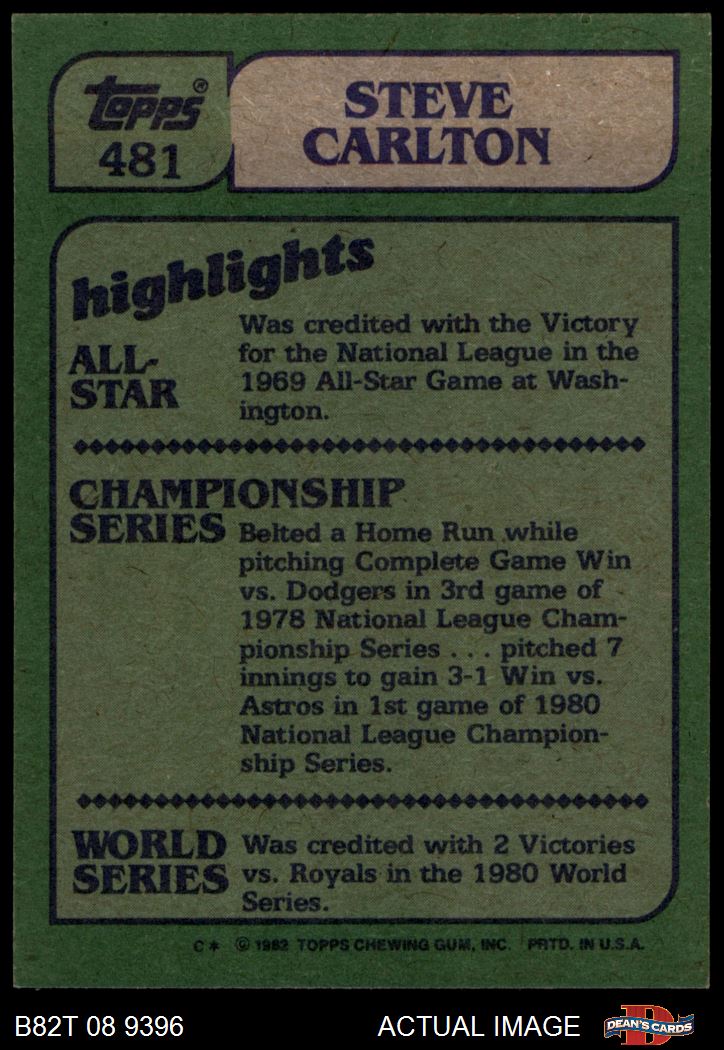 Topps®
481
STEVE
CARLTON
highlights
ALL-
STAR
Was credited with the Victory
for the National League in the
1969 All-Star Game at Wash-
ington.
CHAMPIONSHIP
SERIES
Belted a Home Run while
pitching Complete Game Win
vs. Dodgers in 3rd game of
1978 National League Cham-
pionship Series . . . pitched 7
innings to gain 3-1 Win vs.
Astros in 1st game of 1980
National League Champion-
ship Series.
WORLD
SERIES
Was credited with 2 Victories
vs. Royals in the 1980 World
Series.
C* © 1982 TOPPS CHEWING GUM, INC. PRTD. IN U.S.A.
B82T 08 9396
ACTUAL IMAGE
D
DEAN'S CARDS